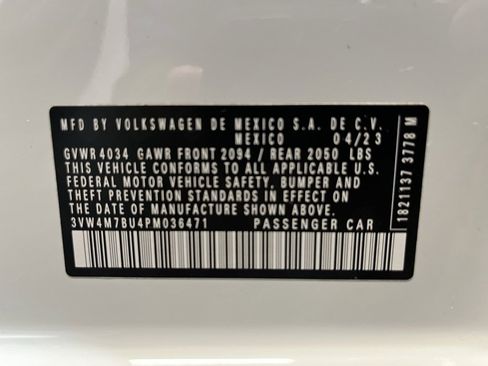 MFD BY VOLKSWAGEN DE MEXICO S.A. DE C.V.
MEXICO 04/23
GVWR 4034 GAWR FRONT 2094 / REAR 2050 LBS
THIS VEHICLE CONFORMS TO ALL APPLICABLE U.S.
FEDERAL MOTOR VEHICLE SAFETY, BUMPER AND
THEFT PREVENTION STANDARDS IN EFFECT ON
THE DATE OF MANUFACTURE SHOWN ABOVE
3VW4M7BU4PM036471 PASSENGER CAR
1821137 3778 M